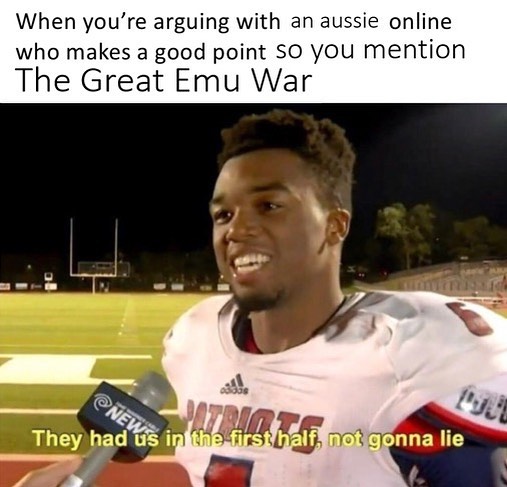 When you're arguing with an aussie online
who makes a good point so you mention
The Great Emu War
adidas
@NEWS
PATRIOTS
They had us in the first half, not gonna lie